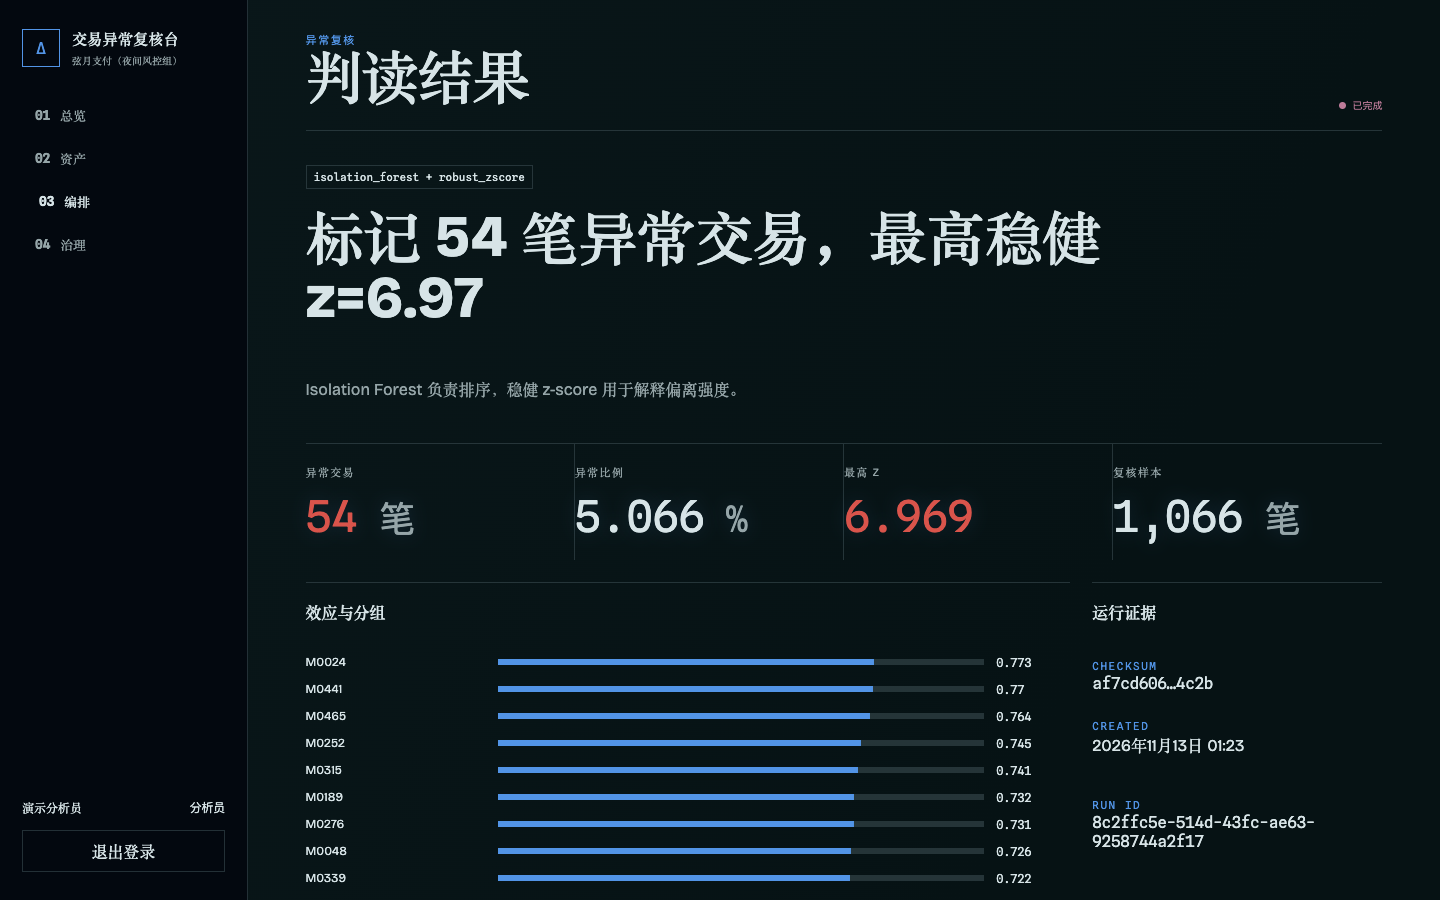 Δ
交易异常复核台
弦月支付（夜间风控组）
01 总览
02 资产
03 编排
04 治理
演示分析员 分析员
退出登录
异常复核
判读结果
已完成
isolation_forest + robust_zscore
标记 54 笔异常交易，最高稳健
z=6.97
Isolation Forest 负责排序，稳健 z-score 用于解释偏离强度。
异常交易
54 笔
异常比例
5.066 %
最高 Z
6.969
复核样本
1,066 笔
效应与分组
M0024 0.773
M0441 0.77
M0465 0.764
M0252 0.745
M0315 0.741
M0189 0.732
M0276 0.731
M0048 0.726
M0339 0.722
运行证据
CHECKSUM
af7cd606…4c2b
CREATED
2026年11月13日 01:23
RUN ID
8c2ffc5e-514d-43fc-ae63-
9258744a2f17